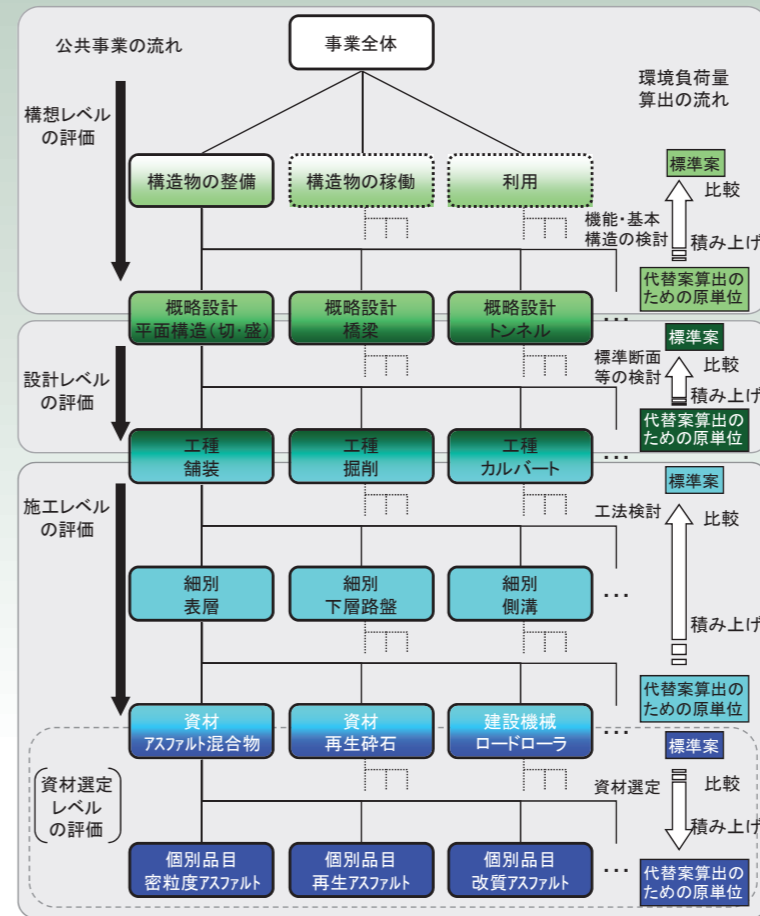 公共事業の流れ
事業全体
環境負荷量
算出の流れ
構想レベル
の評価
構造物の整備
構造物の稼働
利用
標準案
比較
機能・基本
構造の検討
積み上げ
代替案算出の
ための原単位
概略設計
平面構造(切・盛)
概略設計
橋梁
概略設計
トンネル
…
設計レベル
の評価
標準案
標準断面
等の検討
比較
積み上げ
代替案算出の
ための原単位
工種
舗装
工種
掘削
工種
カルバート
…
施工レベル
の評価
標準案
工法検討
比較
細別
表層
細別
下層路盤
細別
側溝
…
積み上げ
代替案算出の
ための原単位
資材
アスファルト混合物
資材
再生砕石
建設機械
ロードローラ
…
標準案
資材選定
レベル
の評価
資材選定
比較
積み上げ
個別品目
密粒度アスファルト
個別品目
再生アスファルト
個別品目
改質アスファルト
…
代替案算出の
ための原単位